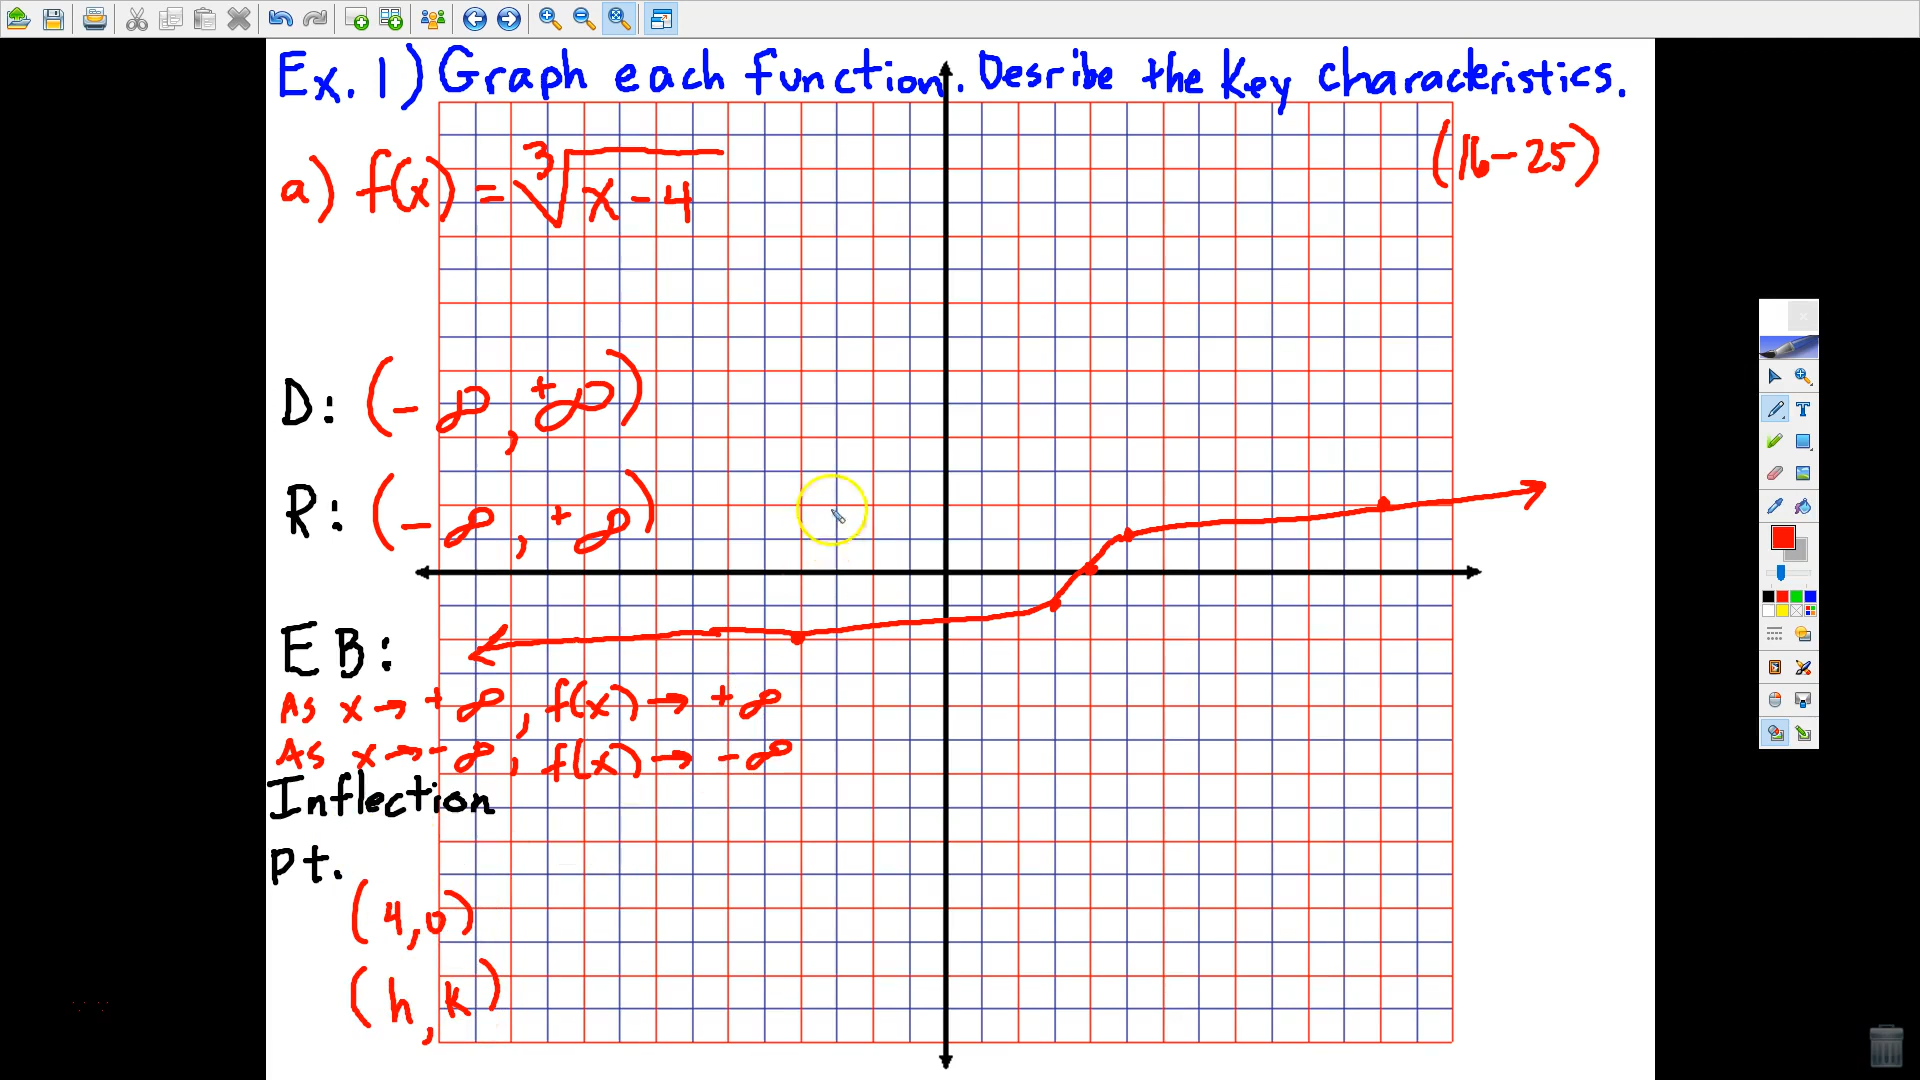 Ex. 1) Graph each function. Desribe the key characteristics.
(16-25)
a) f(x) = ∛x-4
D: (-∞, +∞)
R: (-∞, +∞)
EB:
As x → +∞, f(x) → +∞
As x → -∞, f(x) → -∞
Inflection
pt.
(4,0)
(h,k)